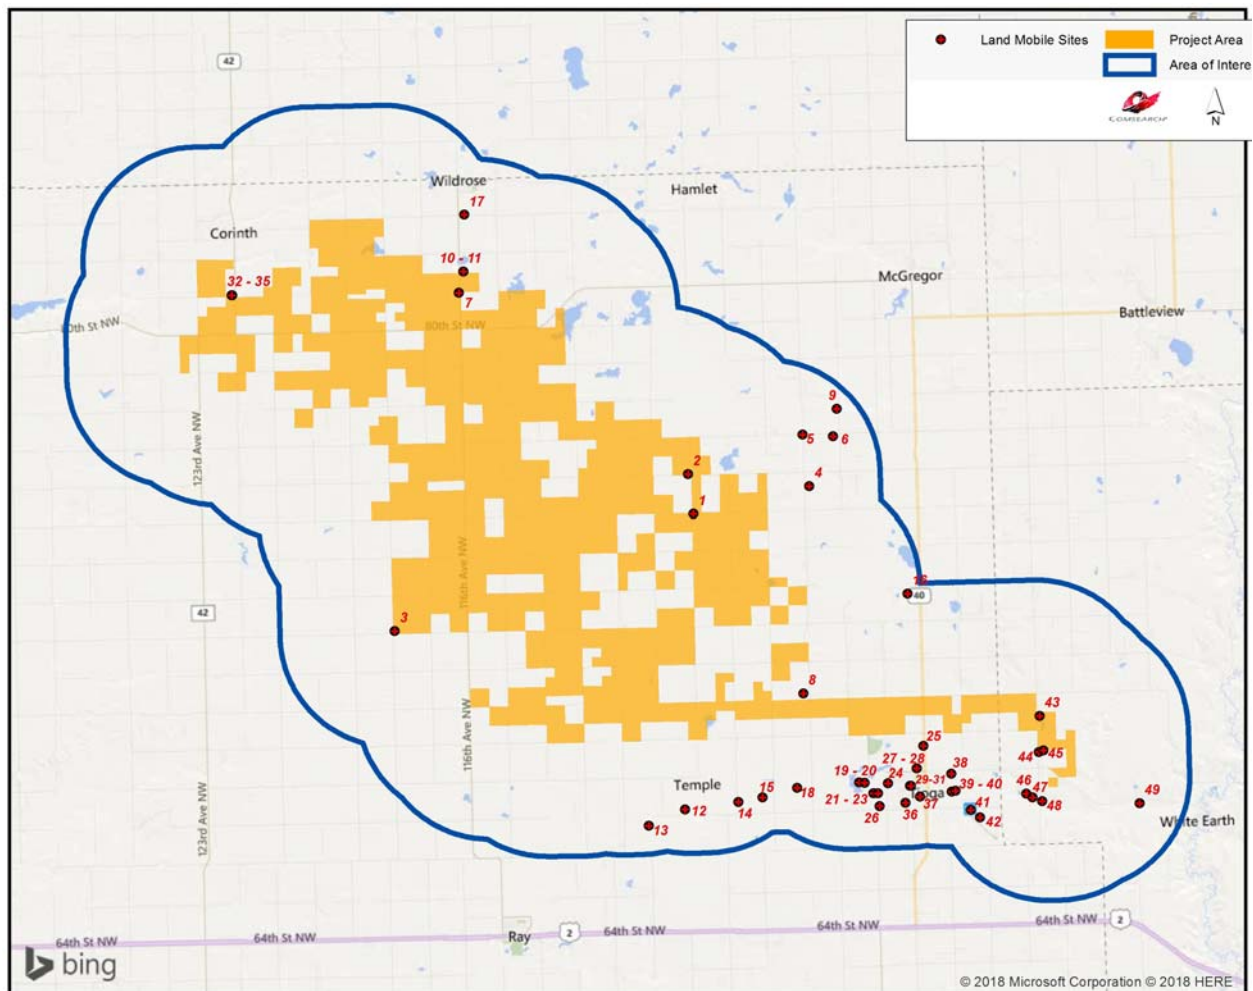 Land Mobile Sites
Project Area
Area of Intere
COMSEARCH
N
42
Wildrose
Hamlet
17
Corinth
10 - 11
McGregor
32 - 35
7
80th St NW
Battleview
9
5
6
123rd Ave NW
2
4
1
116th Ave NW
16
40
42
3
8
43
116th Ave NW
25
44
45
27 - 28
38
Temple
19 - 20
24
29-31
39 - 40
15
18
Tioga
46
47
49
12
14
21 - 23
26
36
37
41
48
13
42
White Earth
123rd Ave NW
64th St NW
64th St NW
Ray
2
64th St NW
64th St NW
64th St NW
2
bing
© 2018 Microsoft Corporation © 2018 HERE